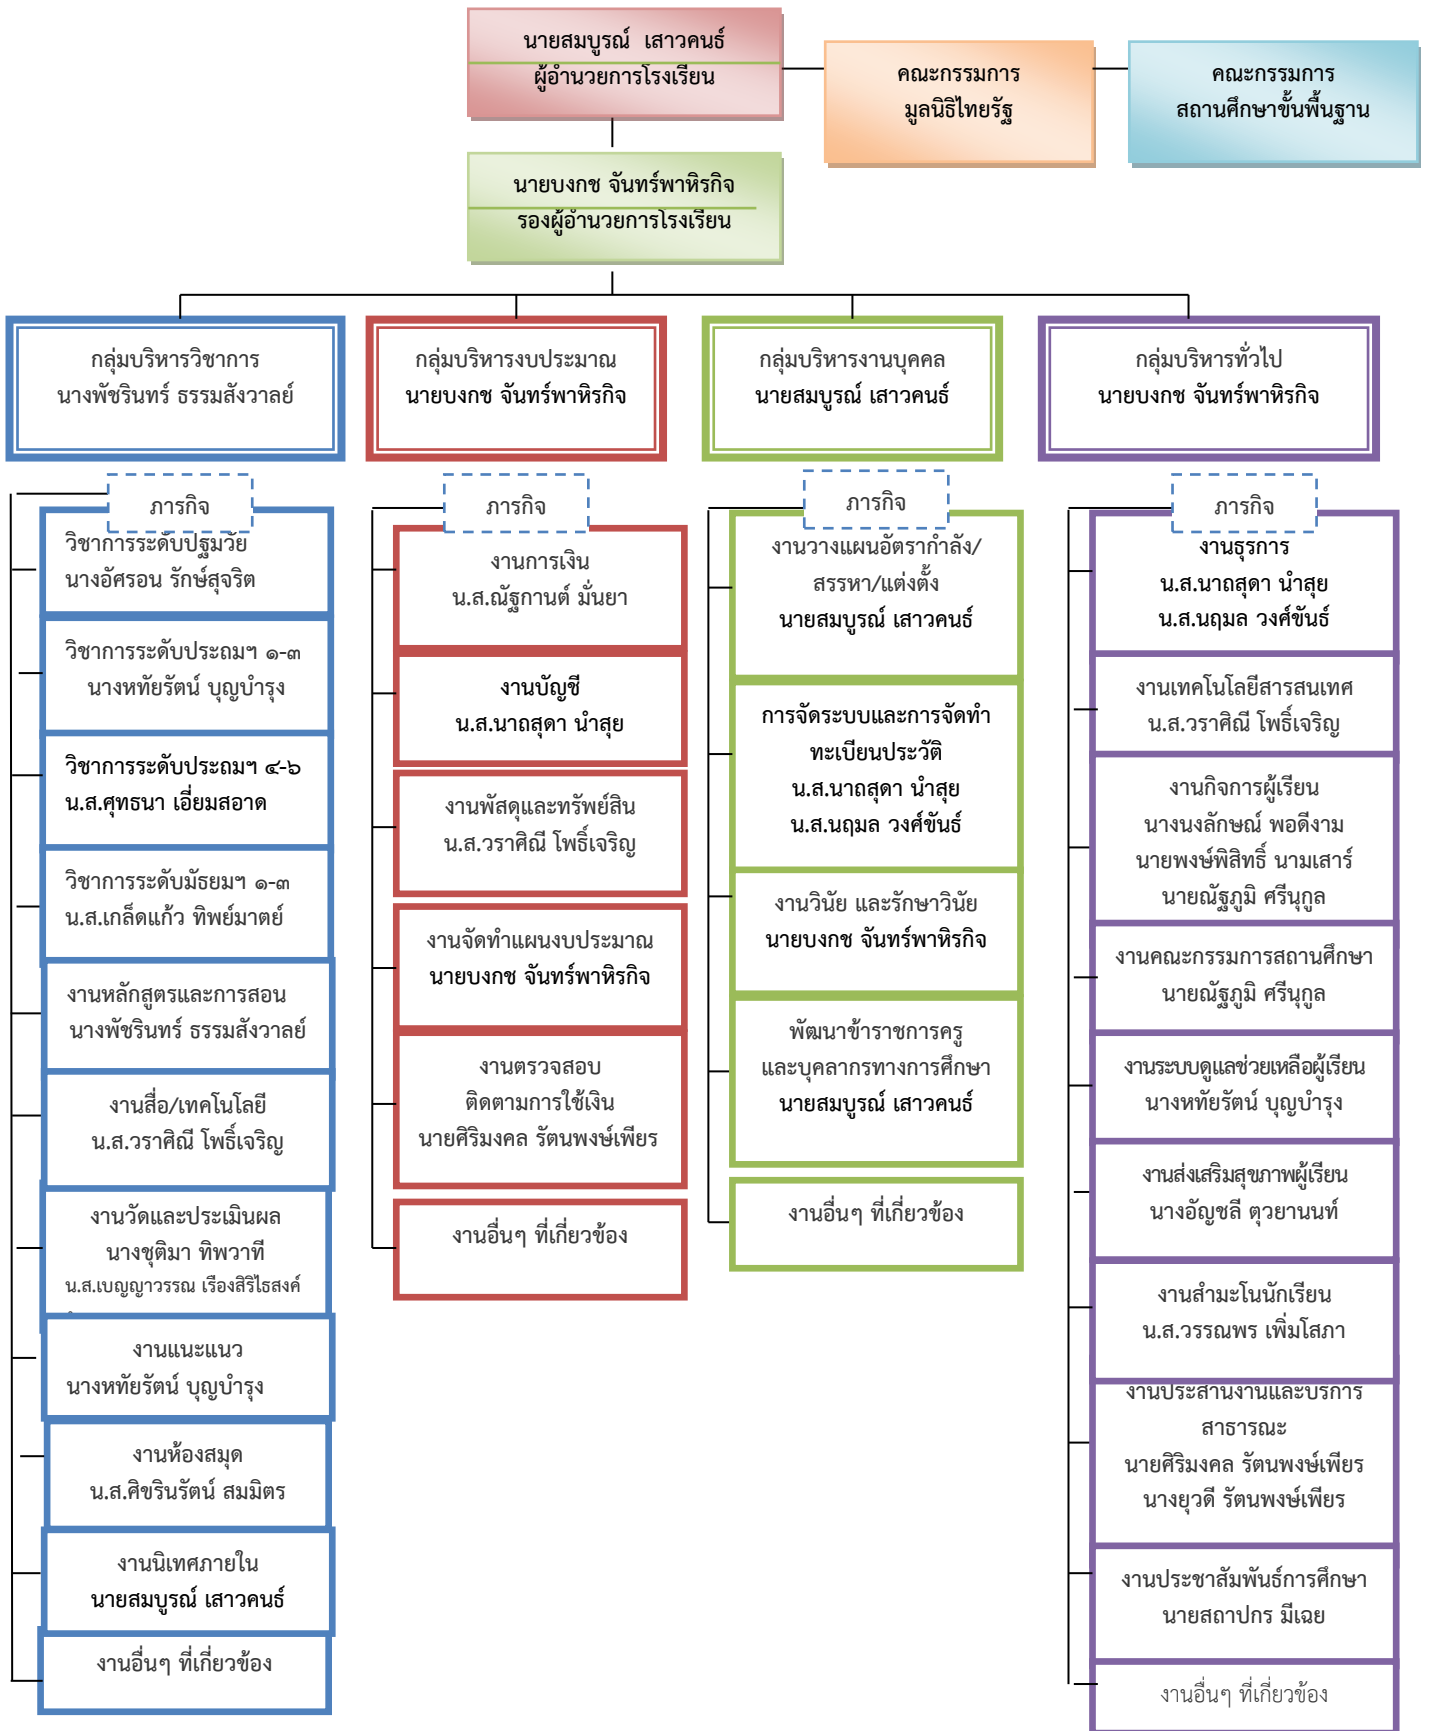 นายสมบูรณ์ เสาวคนธ์
ผู้อำนวยการโรงเรียน
คณะกรรมการ
มูลนิธิไทยรัฐ
คณะกรรมการ
สถานศึกษาขั้นพื้นฐาน
นายบงกช จันทร์พาหิรกิจ
รองผู้อำนวยการโรงเรียน
กลุ่มบริหารวิชาการ
นางพัชรินทร์ ธรรมสังวาลย์
กลุ่มบริหารงบประมาณ
นายบงกช จันทร์พาหิรกิจ
กลุ่มบริหารงานบุคคล
นายสมบูรณ์ เสาวคนธ์
กลุ่มบริหารทั่วไป
นายบงกช จันทร์พาหิรกิจ
ภารกิจ
วิชาการระดับปฐมวัย
นางอัศรอน รักษ์สุจริต
วิชาการระดับประถมฯ ๑-๓
นางหทัยรัตน์ บุญบำรุง
วิชาการระดับประถมฯ ๔-๖
น.ส.ศุทธนา เอี่ยมสอาด
วิชาการระดับมัธยมฯ ๑-๓
น.ส.เกล็ดแก้ว ทิพย์มาตย์
งานหลักสูตรและการสอน
นางพัชรินทร์ ธรรมสังวาลย์
งานสื่อ/เทคโนโลยี
น.ส.วราศิณี โพธิ์เจริญ
งานวัดและประเมินผล
นางชุติมา ทิพวาที
น.ส.เบญญาวรรณ เรืองสิริไธสงค์
งานแนะแนว
นางหทัยรัตน์ บุญบำรุง
งานห้องสมุด
น.ส.ศิขรินรัตน์ สมมิตร
งานนิเทศภายใน
นายสมบูรณ์ เสาวคนธ์
งานอื่นๆ ที่เกี่ยวข้อง
ภารกิจ
งานการเงิน
น.ส.ณัฐกานต์ มั่นยา
งานบัญชี
น.ส.นาถสุดา นำสุย
งานพัสดุและทรัพย์สิน
น.ส.วราศิณี โพธิ์เจริญ
งานจัดทำแผนงบประมาณ
นายบงกช จันทร์พาหิรกิจ
งานตรวจสอบ
ติดตามการใช้เงิน
นายศิริมงคล รัตนพงษ์เพียร
งานอื่นๆ ที่เกี่ยวข้อง
ภารกิจ
งานวางแผนอัตรากำลัง/
สรรหา/แต่งตั้ง
นายสมบูรณ์ เสาวคนธ์
การจัดระบบและการจัดทำ
ทะเบียนประวัติ
น.ส.นาถสุดา นำสุย
น.ส.นฤมล วงศ์ขันธ์
งานวินัย และรักษาวินัย
นายบงกช จันทร์พาหิรกิจ
พัฒนาข้าราชการครู
และบุคลากรทางการศึกษา
นายสมบูรณ์ เสาวคนธ์
งานอื่นๆ ที่เกี่ยวข้อง
ภารกิจ
งานธุรการ
น.ส.นาถสุดา นำสุย
น.ส.นฤมล วงศ์ขันธ์
งานเทคโนโลยีสารสนเทศ
น.ส.วราศิณี โพธิ์เจริญ
งานกิจการผู้เรียน
นางนงลักษณ์ พอดีงาม
นายพงษ์พิสิทธิ์ นามเสาร์
นายณัฐภูมิ ศรีนุกูล
งานคณะกรรมการสถานศึกษา
นายณัฐภูมิ ศรีนุกูล
งานระบบดูแลช่วยเหลือผู้เรียน
นางหทัยรัตน์ บุญบำรุง
งานส่งเสริมสุขภาพผู้เรียน
นางอัญชลี ตุวยานนท์
งานสำมะโนนักเรียน
น.ส.วรรณพร เพิ่มโสภา
งานประสานงานและบริการ
สาธารณะ
นายศิริมงคล รัตนพงษ์เพียร
นางยุวดี รัตนพงษ์เพียร
งานประชาสัมพันธ์การศึกษา
นายสถาปกร มีเฉย
งานอื่นๆ ที่เกี่ยวข้อง